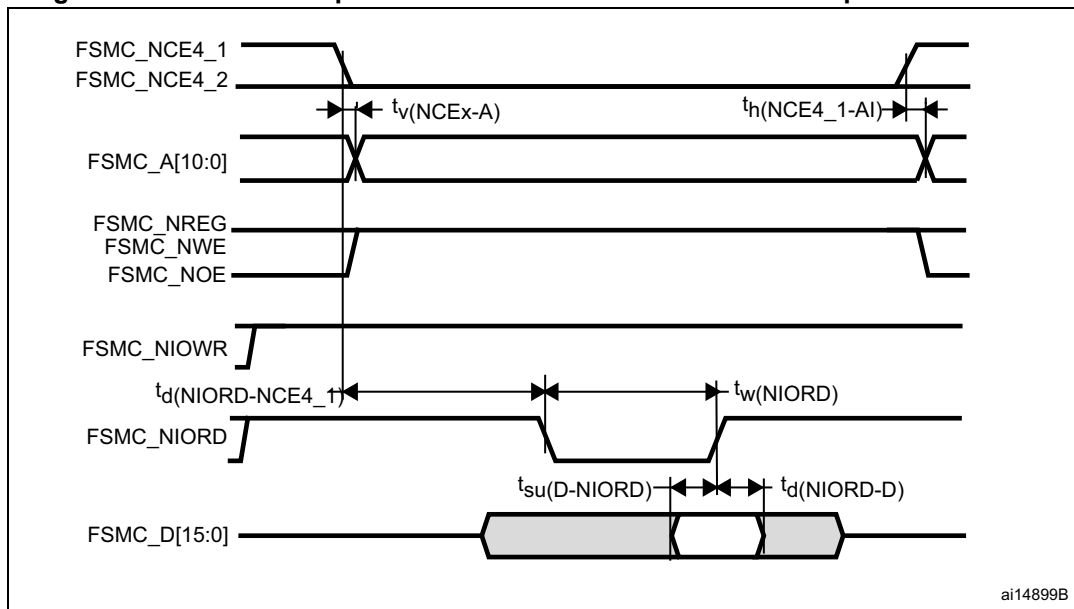 FSMC_NCE4_1
FSMC_NCE4_2
tv(NCEx-A)
th(NCE4_1-AI)
FSMC_A[10:0]
FSMC_NREG
FSMC_NWE
FSMC_NOE
FSMC_NIOWR
td(NIORD-NCE4_1)
tw(NIORD)
FSMC_NIORD
tsu(D-NIORD)
td(NIORD-D)
FSMC_D[15:0]
ai14899B